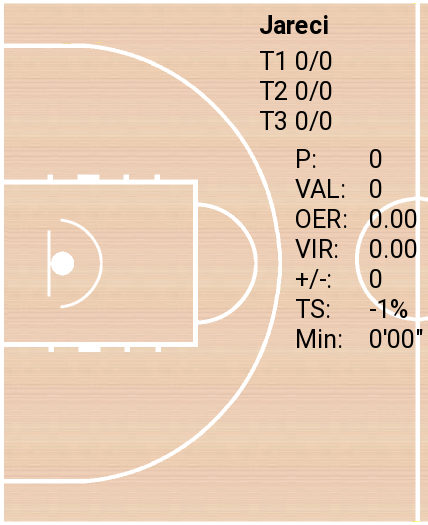 Jareci
T1 0/0
T2 0/0
T3 0/0
P: 0
VAL: 0
OER: 0.00
VIR: 0.00
+/-: 0
TS: -1%
Min: 0'00"